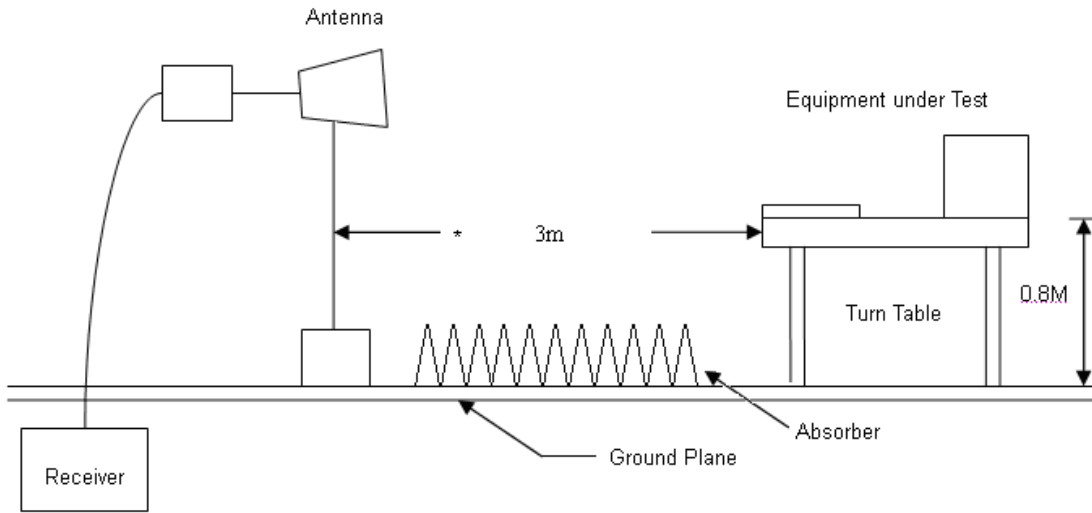 Antenna
Equipment under Test
* 3m
0.8M
Turn Table
Absorber
Ground Plane
Receiver